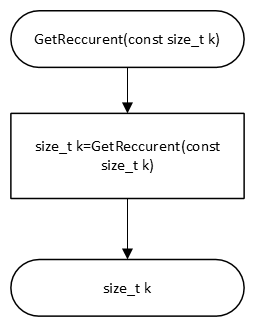 GetReccurent(const size_t k)
size_t k=GetReccurent(const
size_t k)
size_t k